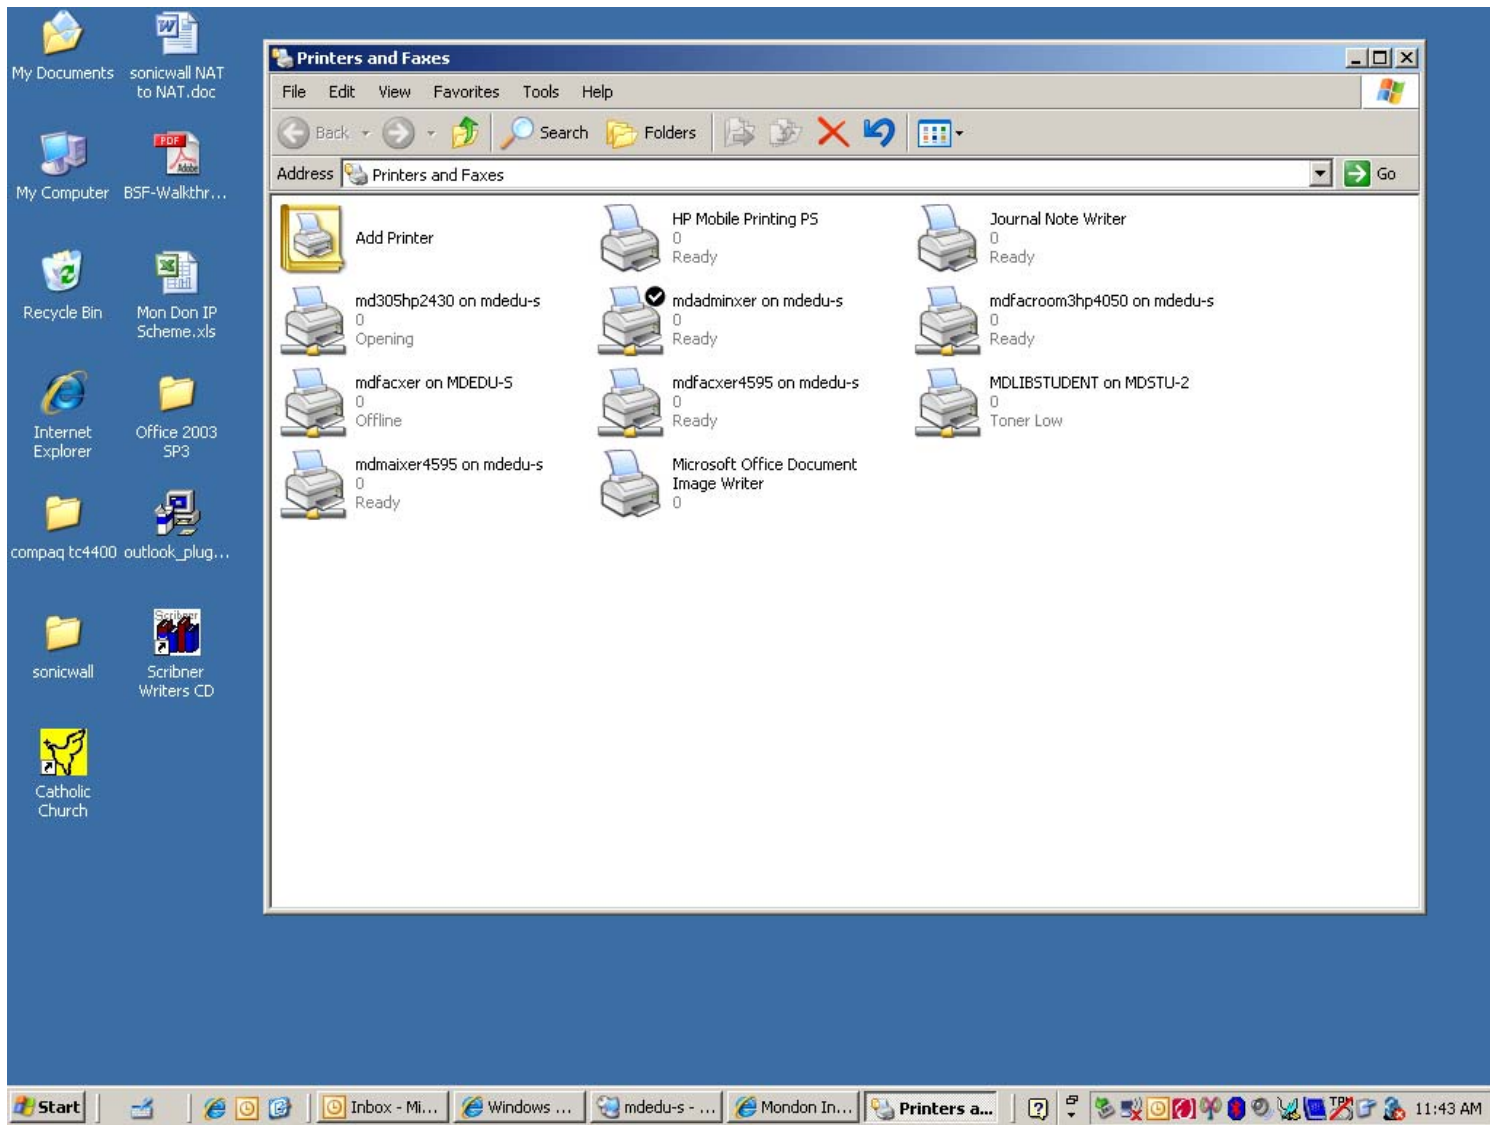 My Documents
sonicwall NAT
to NAT.doc
My Computer
BSF-Walkthr...
Recycle Bin
Mon Don IP
Scheme.xls
Internet
Explorer
Office 2003
SP3
compaq tc4400
outlook_plug...
sonicwall
Scribner
Scribner
Writers CD
Catholic
Church
PDF
Adobe
Printers and Faxes
File Edit View Favorites Tools Help
Back Search Folders
Address Printers and Faxes Go
Add Printer
HP Mobile Printing PS
0
Ready
Journal Note Writer
0
Ready
md305hp2430 on mdedu-s
0
Opening
mdadminxer on mdedu-s
0
Ready
mdfacroom3hp4050 on mdedu-s
0
Ready
mdfacxer on MDEDU-S
0
Offline
mdfacxer4595 on mdedu-s
0
Ready
MDLIBSTUDENT on MDSTU-2
0
Toner Low
mdmaixer4595 on mdedu-s
0
Ready
Microsoft Office Document
Image Writer
0
Start Inbox - Mi... Windows ... mdedu-s - ... Mondon In... Printers a... 11:43 AM